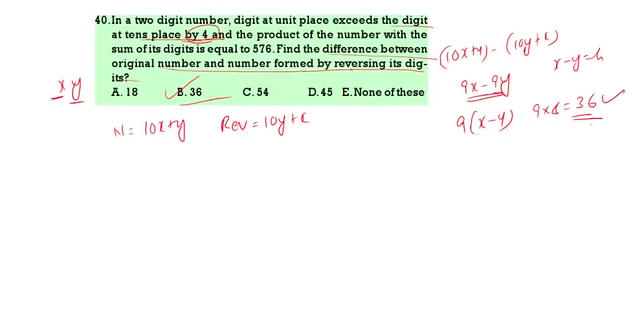 40. In a two digit number, digit at unit place exceeds the digit
at tens place by 4 and the product of the number with the
sum of its digits is equal to 576. Find the difference between
original number and number formed by reversing its dig-
its?
A. 18 B. 36 C. 54 D. 45 E. None of these
x y
N = 10x+y Rev = 10y+x
(10x+y) - (10y+x)
x-y=4
9x-9y
9(x-y) 9x4=36